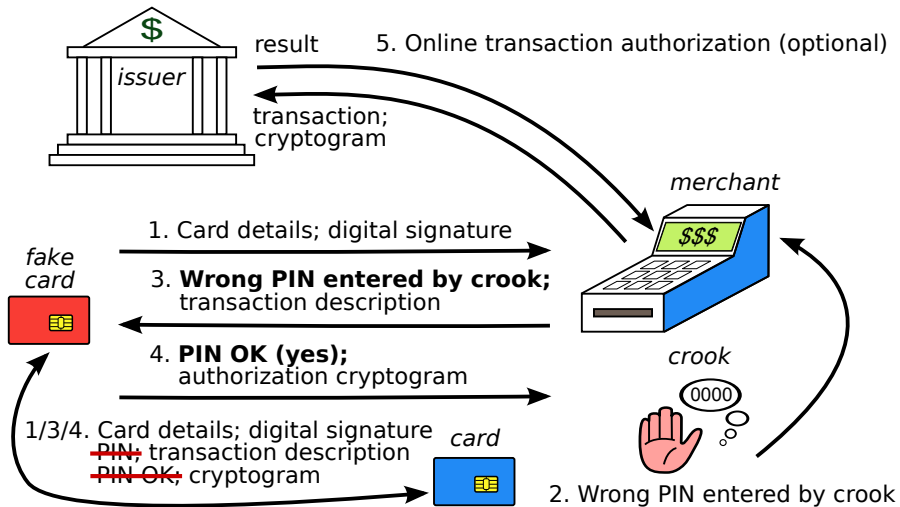 $
issuer
result
5. Online transaction authorization (optional)
transaction;
cryptogram
merchant
$$$
1. Card details; digital signature
fake
card
3. Wrong PIN entered by crook;
transaction description
4. PIN OK (yes);
authorization cryptogram
crook
0000
1/3/4. Card details; digital signature
PIN; transaction description
PIN OK; cryptogram
card
2. Wrong PIN entered by crook